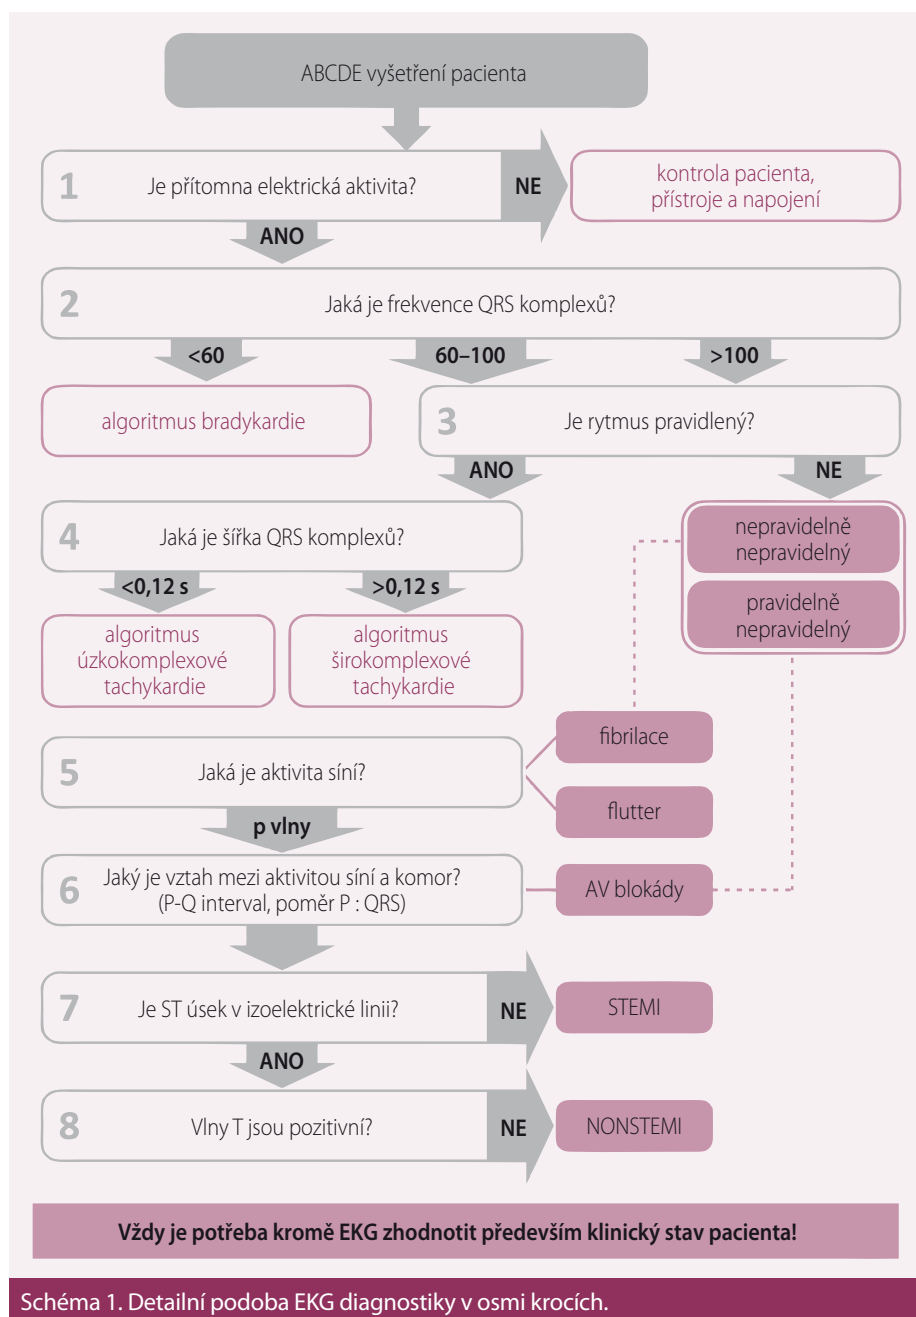 ABCDE vyšetření pacienta
1
Je přítomna elektrická aktivita?
NE
kontrola pacienta,
přístroje a napojení
ANO
2
Jaká je frekvence QRS komplexů?
<60
60–100
>100
algoritmus bradykardie
3
Je rytmus pravidlený?
ANO
NE
4
Jaká je šířka QRS komplexů?
nepravidelně
nepravidelný
pravidelně
nepravidelný
<0,12 s
>0,12 s
algoritmus
úzkokomplexové
tachykardie
algoritmus
širokomplexové
tachykardie
5
Jaká je aktivita síní?
fibrilace
flutter
p vlny
6
Jaký je vztah mezi aktivitou síní a komor?
(P-Q interval, poměr P : QRS)
AV blokády
7
Je ST úsek v izoelektrické linii?
NE
STEMI
ANO
8
Vlny T jsou pozitivní?
NE
NONSTEMI
Vždy je potřeba kromě EKG zhodnotit především klinický stav pacienta!
Schéma 1. Detailní podoba EKG diagnostiky v osmi krocích.